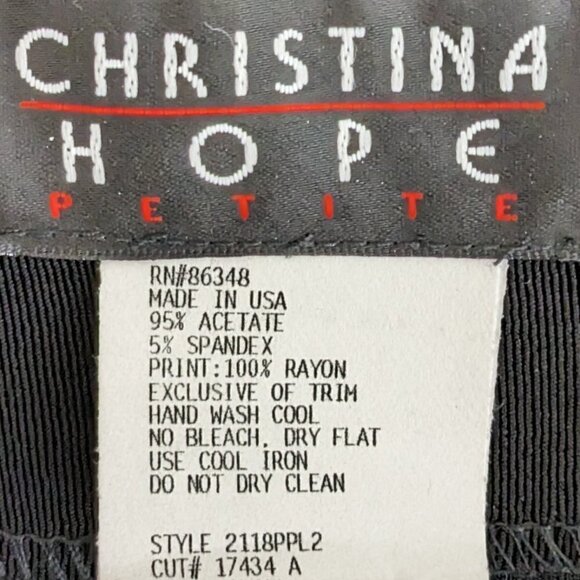 CHRISTINA
HOPE
PETITE
RN#86348
MADE IN USA
95% ACETATE
5% SPANDEX
PRINT:100% RAYON
EXCLUSIVE OF TRIM
HAND WASH COOL
NO BLEACH, DRY FLAT
USE COOL IRON
DO NOT DRY CLEAN
STYLE 2118PPL2
CUT# 17434 A